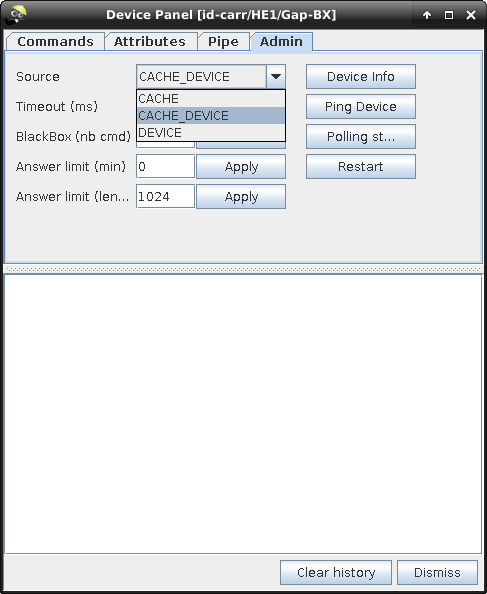 Device Panel [id-carr/HE1/Gap-BX]
Commands Attributes Pipe Admin
Source CACHE_DEVICE Device Info
CACHE
CACHE_DEVICE
DEVICE
Timeout (ms) Ping Device
BlackBox (nb cmd) Polling st...
Answer limit (min) 0 Apply Restart
Answer limit (len... 1024 Apply
Clear history Dismiss